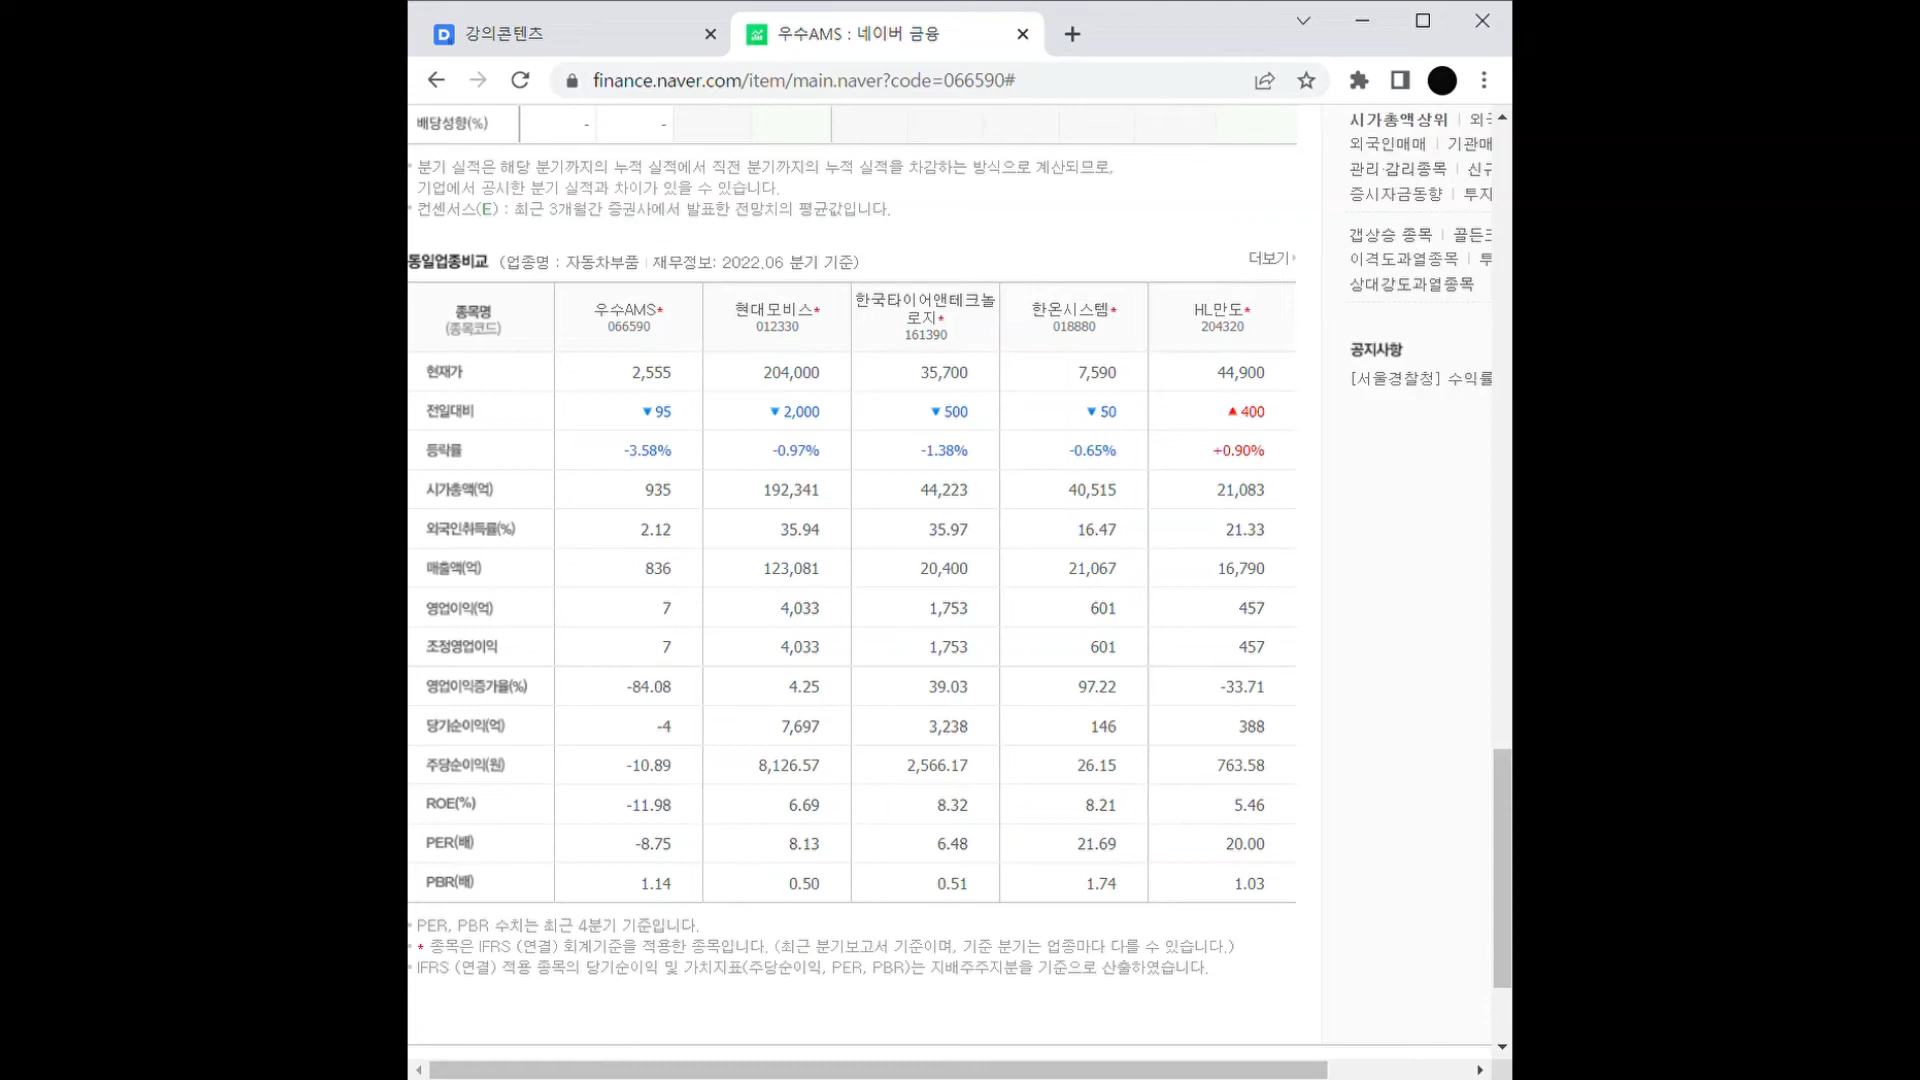 강의콘텐츠
우수AMS : 네이버 금융
finance.naver.com/item/main.naver?code=066590#
배당성향(%) - -
* 분기 실적은 해당 분기까지의 누적 실적에서 직전 분기까지의 누적 실적을 차감하는 방식으로 계산되므로,
기업에서 공시한 분기 실적과 차이가 있을 수 있습니다.
* 컨센서스(E) : 최근 3개월간 증권사에서 발표한 전망치의 평균값입니다.
동일업종비교 (업종명 : 자동차부품 | 재무정보: 2022.06 분기 기준) 더보기
종목명 (종목코드) 우수AMS* 066590 현대모비스* 012330 한국타이어앤테크놀로지* 161390 한온시스템* 018880 HL만도* 204320
현재가 2,555 204,000 35,700 7,590 44,900
전일대비 ▼95 ▼2,000 ▼500 ▼50 ▲400
등락률 -3.58% -0.97% -1.38% -0.65% +0.90%
시가총액(억) 935 192,341 44,223 40,515 21,083
외국인취득률(%) 2.12 35.94 35.97 16.47 21.33
매출액(억) 836 123,081 20,400 21,067 16,790
영업이익(억) 7 4,033 1,753 601 457
조정영업이익 7 4,033 1,753 601 457
영업이익증가율(%) -84.08 4.25 39.03 97.22 -33.71
당기순이익(억) -4 7,697 3,238 146 388
주당순이익(원) -10.89 8,126.57 2,566.17 26.15 763.58
ROE(%) -11.98 6.69 8.32 8.21 5.46
PER(배) -8.75 8.13 6.48 21.69 20.00
PBR(배) 1.14 0.50 0.51 1.74 1.03
* PER, PBR 수치는 최근 4분기 기준입니다.
* * 종목은 IFRS (연결) 회계기준을 적용한 종목입니다. (최근 분기보고서 기준이며, 기준 분기는 업종마다 다를 수 있습니다.)
* IFRS (연결) 적용 종목의 당기순이익 및 가치지표(주당순이익, PER, PBR)는 지배주주지분을 기준으로 산출하였습니다.
시가총액상위 | 외국
외국인매매 | 기관매
관리·감리종목 | 신규
증시자금동향 | 투자
갭상승 종목 | 골든크
이격도과열종목 | 투
상대강도과열종목
공지사항
[서울경찰청] 수익률